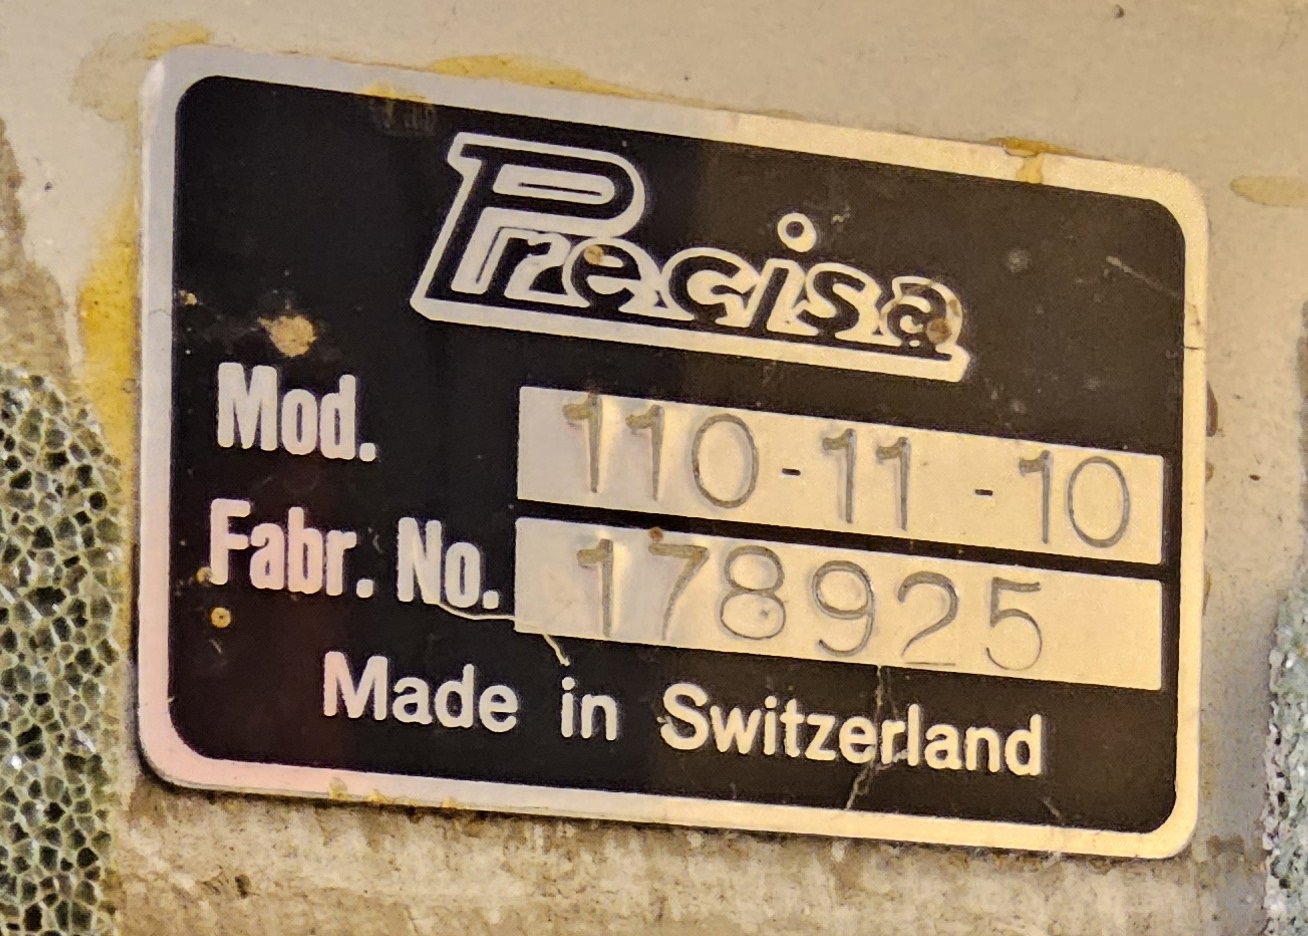 Precisa
Mod. 110-11-10
Fabr. No. 178925
Made in Switzerland